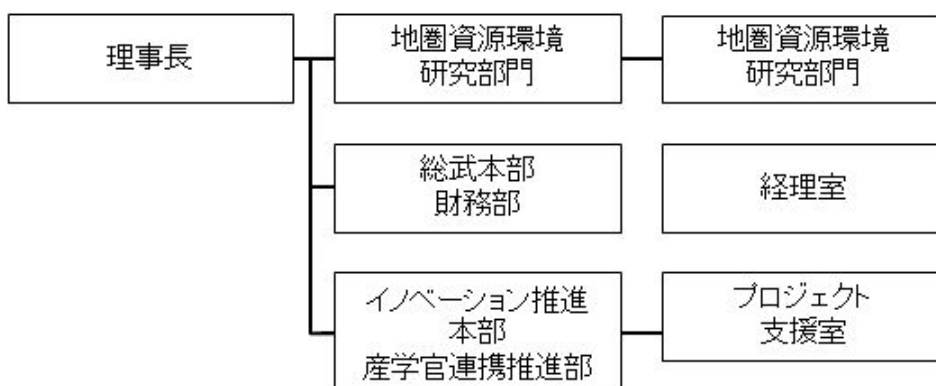 理事長
地圏資源環境
研究部門
地圏資源環境
研究部門
総武本部
財務部
経理室
イノベーション推進
本部
産学官連携推進部
プロジェクト
支援室